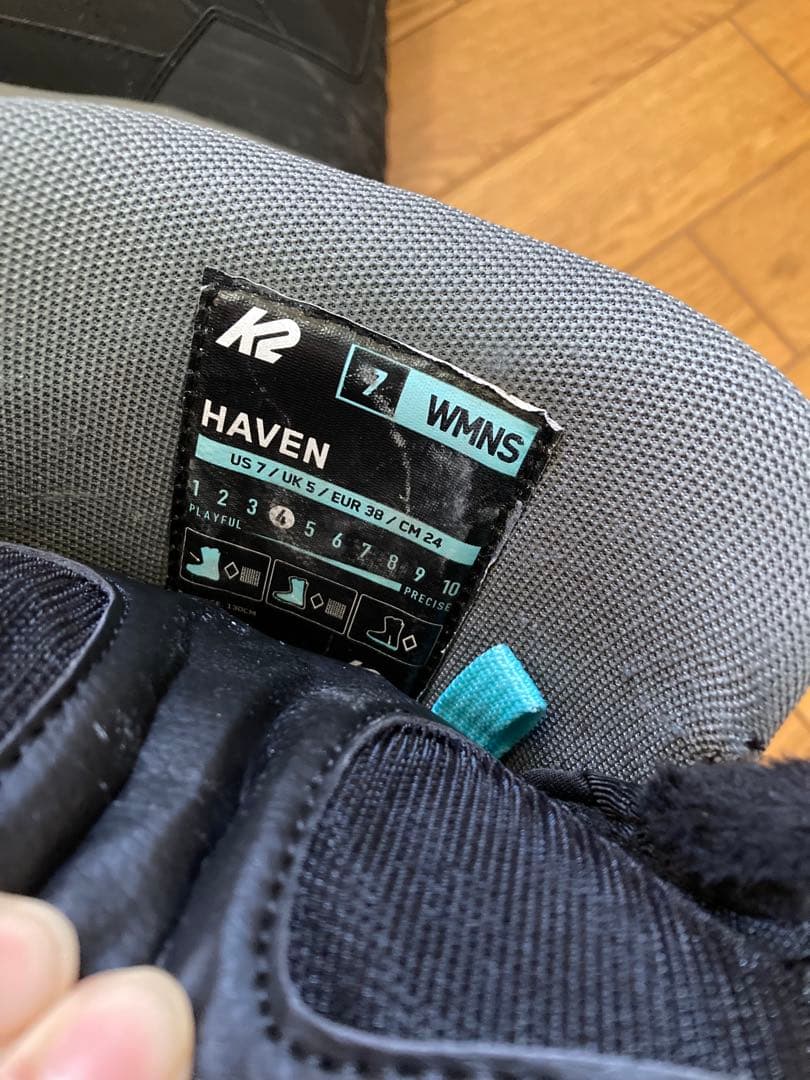 K2
7 WMNS
HAVEN
US 7 / UK 5 / EUR 38 / CM 24
1 2 3 4 5 6 7 8 9 10
PLAYFUL PRECISE
130CM